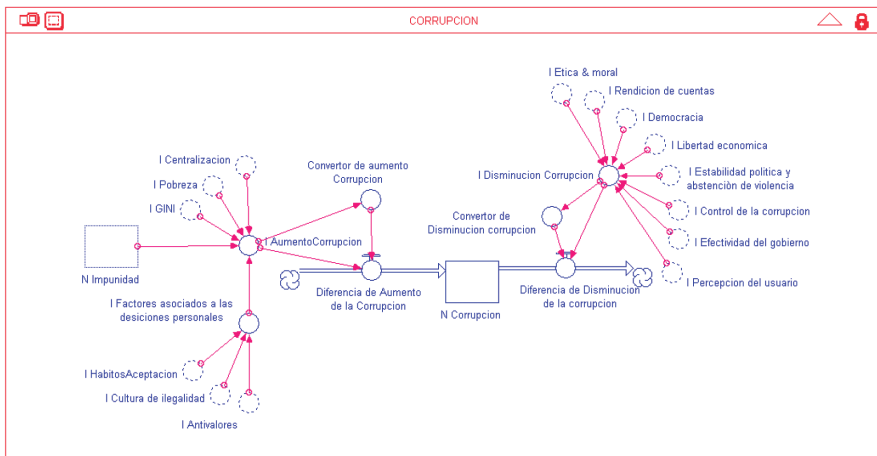 CORRUPCION
I Etica & moral
I Rendicion de cuentas
I Democracia
I Libertad economica
I Estabilidad politica y
abstenciòn de violencia
I Control de la corrupcion
I Efectividad del gobierno
I Percepcion del usuario
I Disminucion Corrupcion
Convertor de
Disminucion corrupcion
I Centralizacion
I Pobreza
I GINI
Convertor de aumento
Corrupcion
I AumentoCorrupcion
N Impunidad
Diferencia de Aumento
de la Corrupcion
N Corrupcion
Diferencia de Disminucion
de la corrupcion
I Factores asociados a las
desiciones personales
I HabitosAceptacion
I Cultura de ilegalidad
I Antivalores